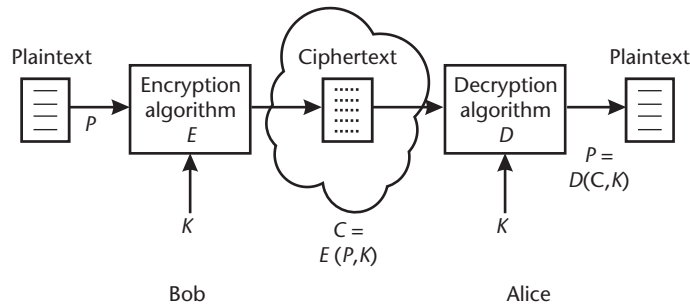 Plaintext
Encryption
algorithm
E
Ciphertext
Decryption
algorithm
D
Plaintext
P
P =
D(C,K)
K
K
C =
E (P,K)
Bob
Alice